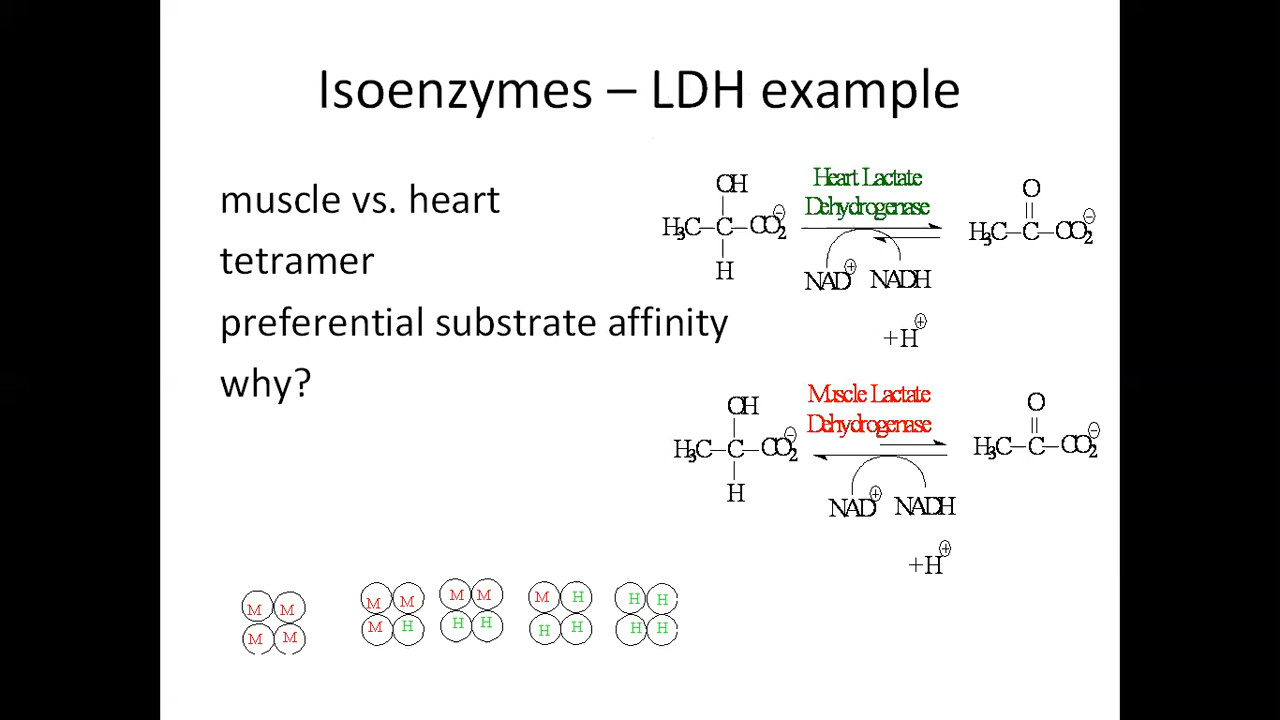 Isoenzymes – LDH example
muscle vs. heart
tetramer
preferential substrate affinity
why?
Heart Lactate
Dehydrogenase
OH
H₃C–C–CO₂⊖
H
NAD⊕ NADH
+H⊕
O
H₃C–C–CO₂⊖
Muscle Lactate
Dehydrogenase
OH
H₃C–C–CO₂⊖
H
NAD⊕ NADH
+H⊕
O
H₃C–C–CO₂⊖
M M M M M M M H H H
M M M H H H H H H H